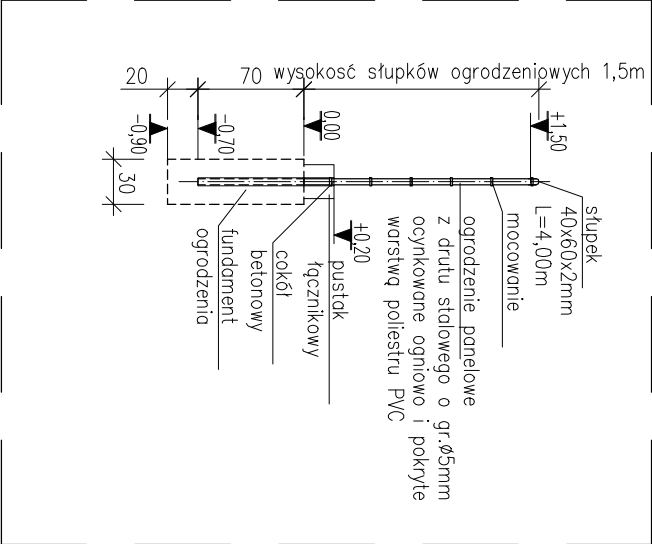 20
70
wysokość słupków ogrodzeniowych 1,5m
-0,90
-0,70
0,00
+1,50
30
+0,20
słupek
40x60x2mm
L=4,00m
mocowanie
ogrodzenie panelowe
z drutu stalowego o gr.Ø5mm
ocynkowane ogniowo i pokryte
warstwą poliestru PVC
pustak
łącznikowy
cokół
betonowy
fundament
ogrodzenia